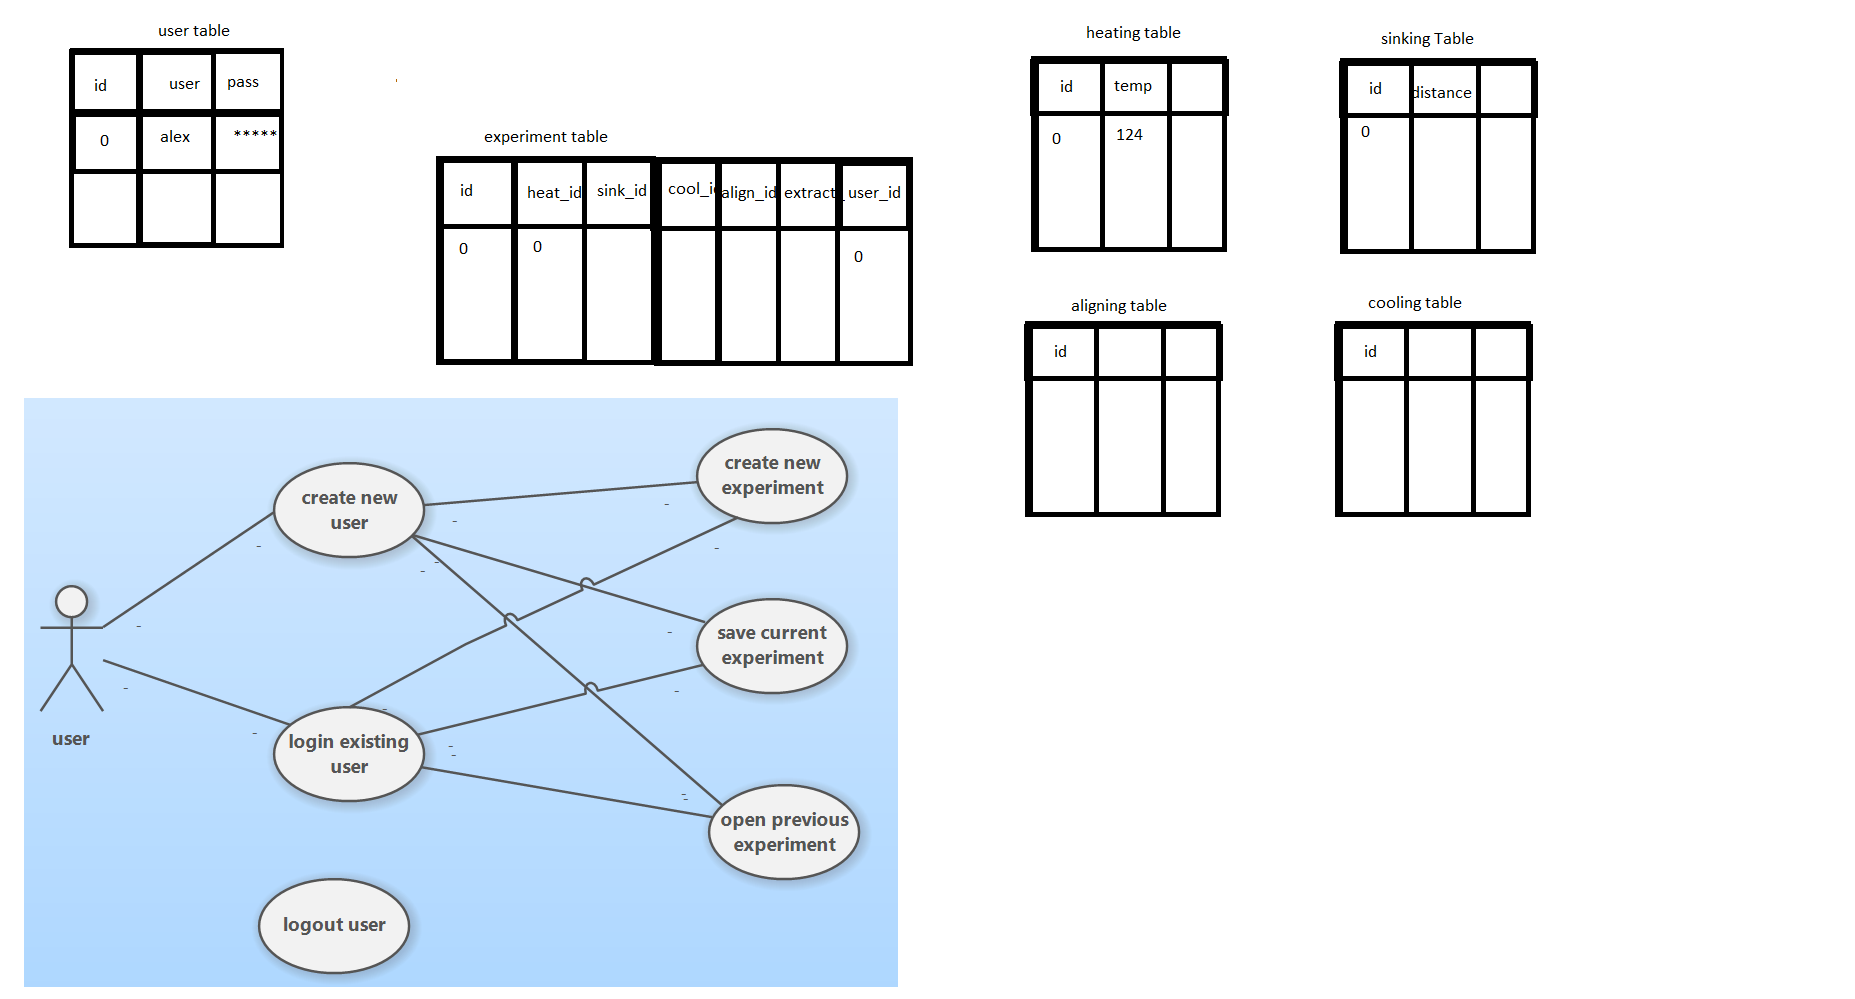 user table
id user pass
0 alex *****
experiment table
id heat_id sink_id cool_id align_id extract_ user_id
0 0 0
heating table
id temp
0 124
sinking Table
id distance
0
aligning table
id
cooling table
id
create new
user
create new
experiment
save current
experiment
user
login existing
user
open previous
experiment
logout user